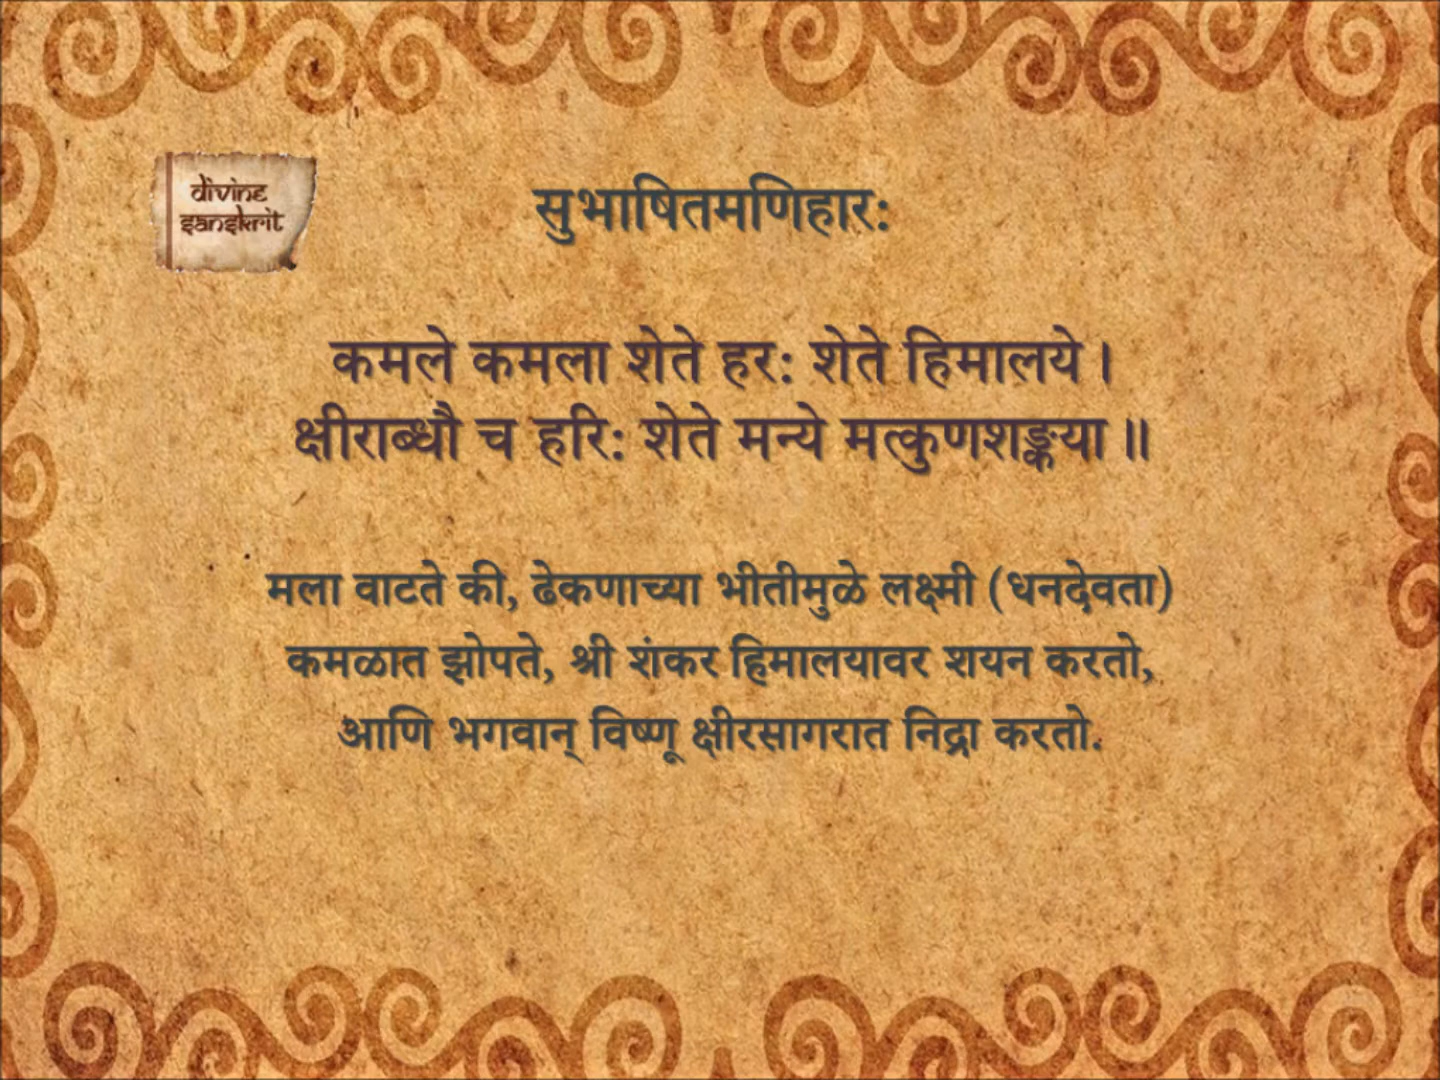 divine
sanskrit
सुभाषितमणिहार:
कमले कमला शेते हर: शेते हिमालये ।
क्षीराब्धौ च हरि: शेते मन्ये मत्कुणशङ्कया ॥
मला वाटते की, ढेकणाच्या भीतीमुळे लक्ष्मी (धनदेवता)
कमळात झोपते, श्री शंकर हिमालयावर शयन करतो,
आणि भगवान् विष्णू क्षीरसागरात निद्रा करतो.